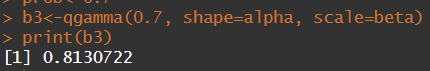 > b3<-qgamma(0.7, shape=alpha, scale=beta)
> print(b3)
[1] 0.8130722